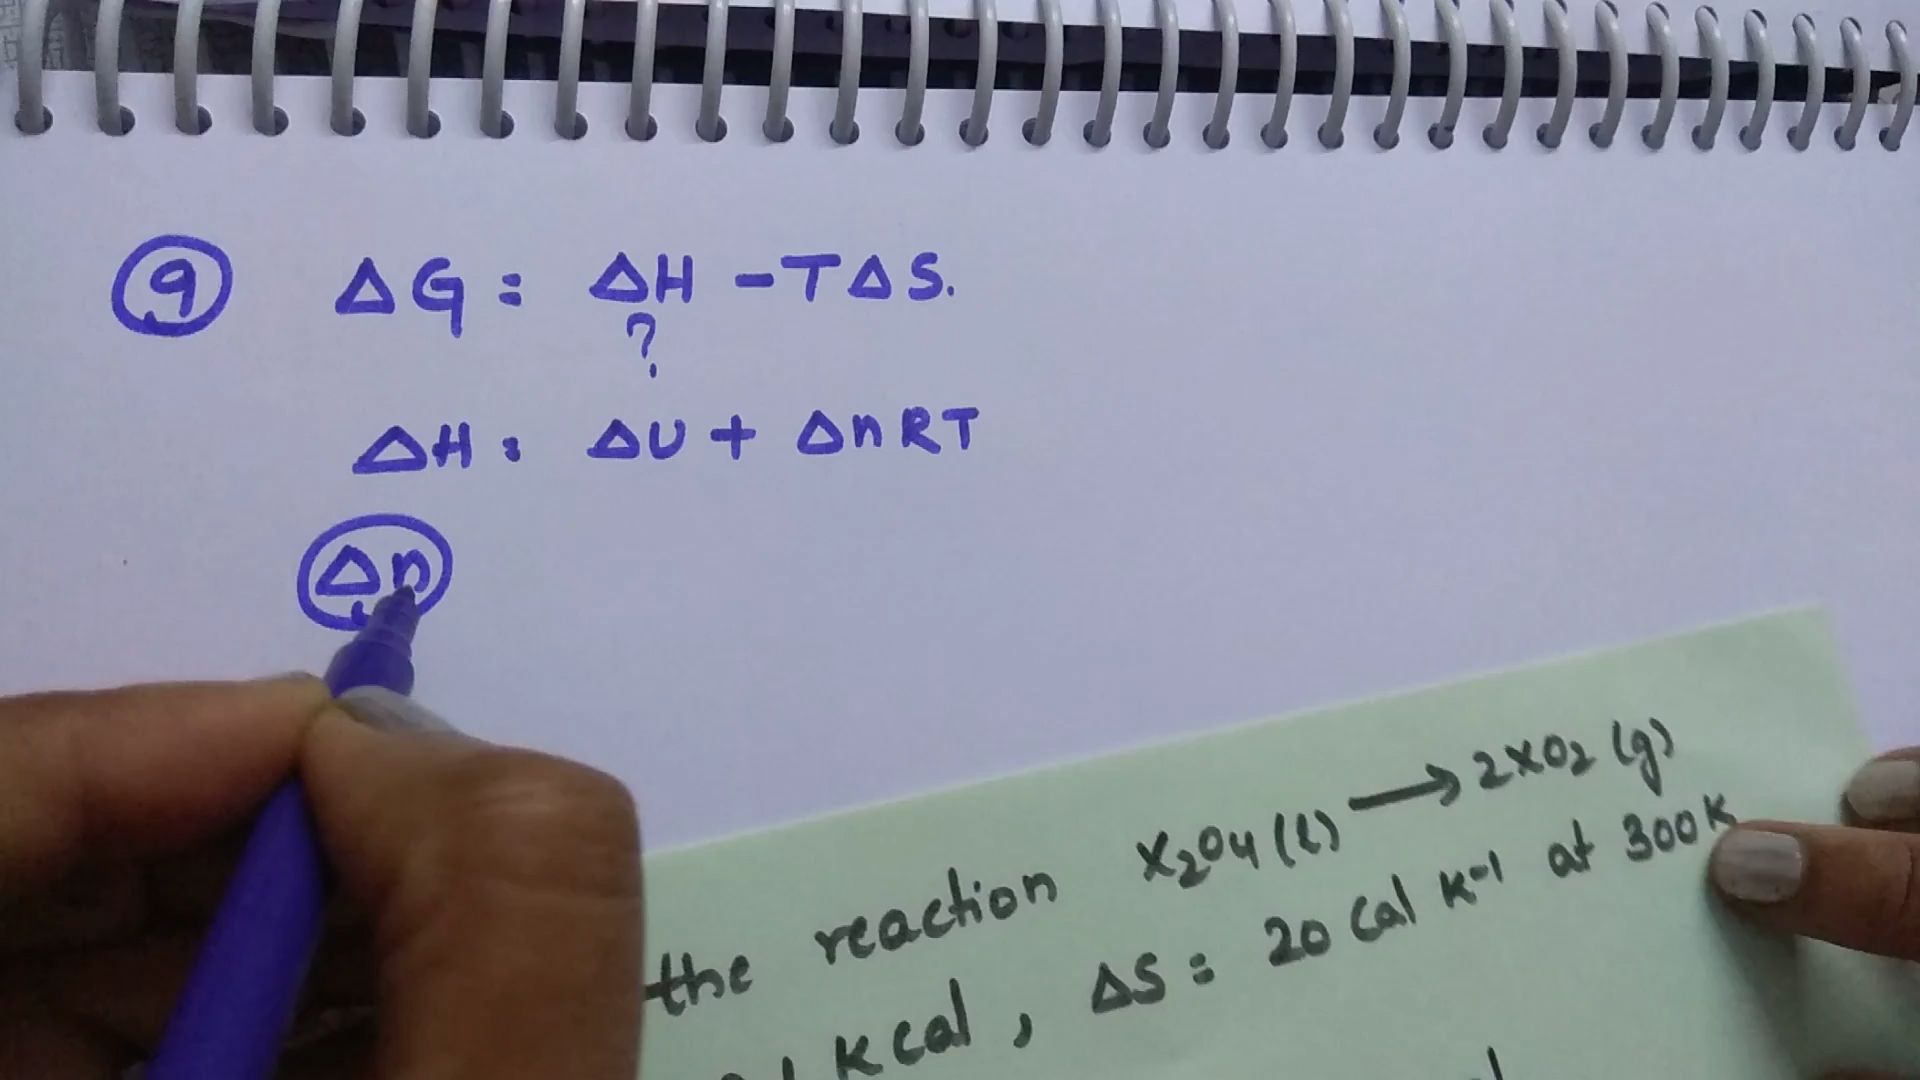 9 ΔG = ΔH - TΔS.
?
ΔH = ΔU + ΔnRT
Δn
the reaction X2O4 (l) → 2XO2 (g)
Kcal, ΔS = 20 Cal K-1 at 300K